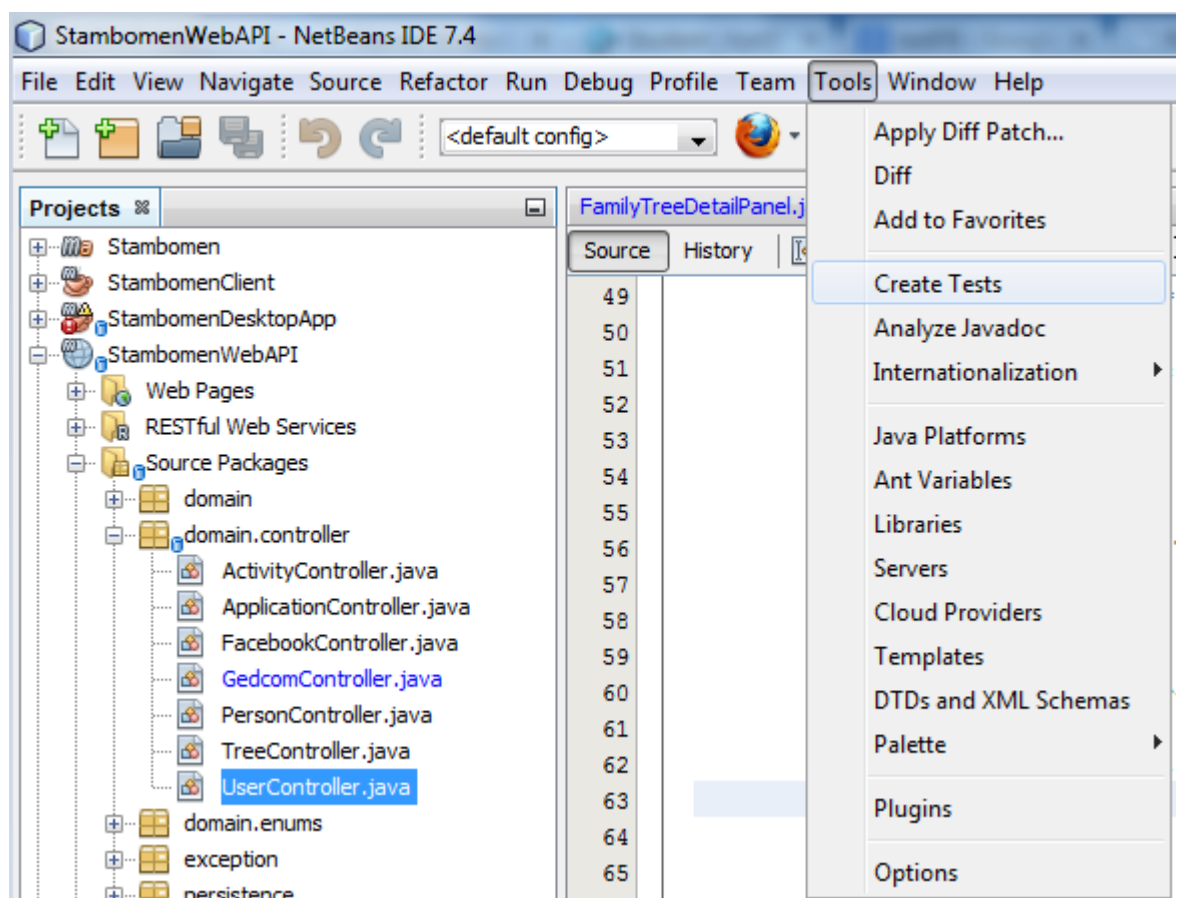 StambomenWebAPI - NetBeans IDE 7.4
File Edit View Navigate Source Refactor Run Debug Profile Team Tools Window Help
<default config>
Projects
Stambomen
StambomenClient
StambomenDesktopApp
StambomenWebAPI
Web Pages
RESTful Web Services
Source Packages
domain
domain.controller
ActivityController.java
ApplicationController.java
FacebookController.java
GedcomController.java
PersonController.java
TreeController.java
UserController.java
domain.enums
exception
persistence
FamilyTreeDetailPanel.j
Source History
49
50
51
52
53
54
55
56
57
58
59
60
61
62
63
64
65
Apply Diff Patch...
Diff
Add to Favorites
Create Tests
Analyze Javadoc
Internationalization
Java Platforms
Ant Variables
Libraries
Servers
Cloud Providers
Templates
DTDs and XML Schemas
Palette
Plugins
Options